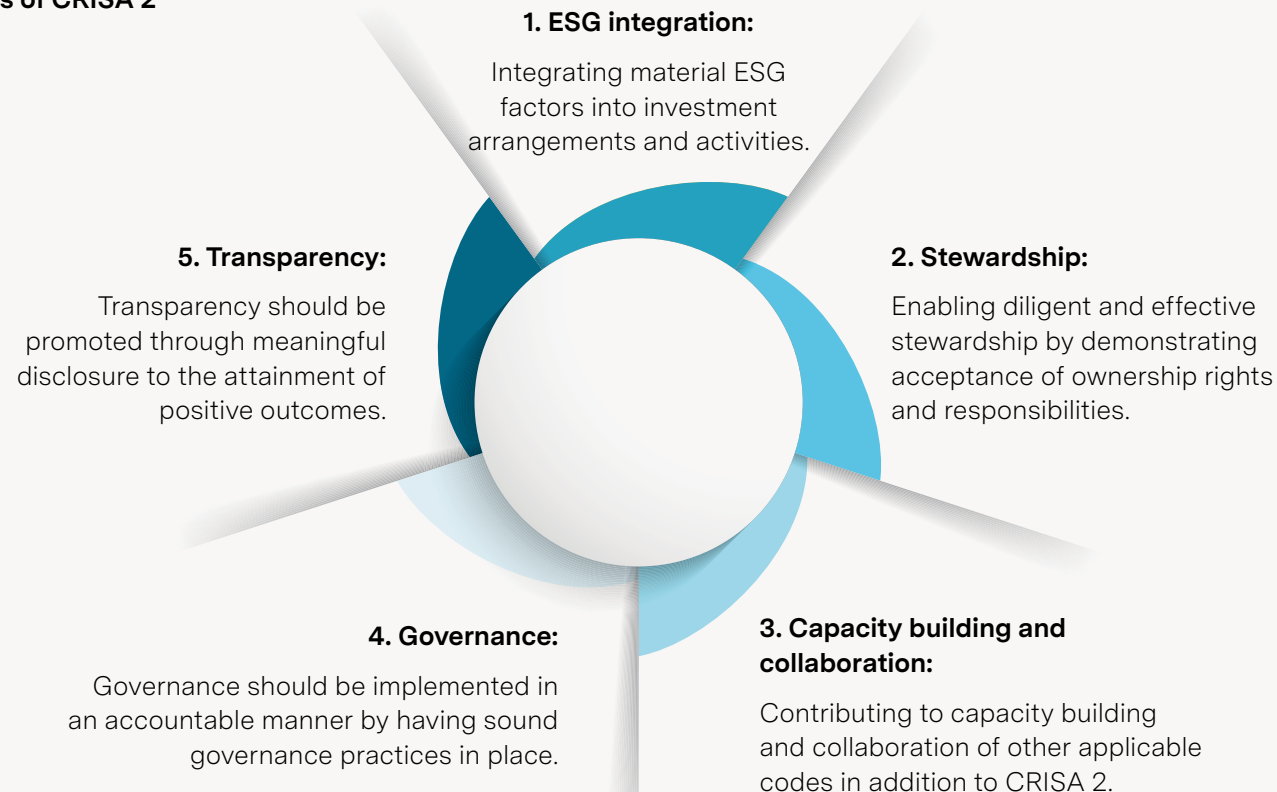 s of CRISA 2
1. ESG integration:
Integrating material ESG
factors into investment
arrangements and activities.
2. Stewardship:
Enabling diligent and effective
stewardship by demonstrating
acceptance of ownership rights
and responsibilities.
3. Capacity building and
collaboration:
Contributing to capacity building
and collaboration of other applicable
codes in addition to CRISA 2.
4. Governance:
Governance should be implemented in
an accountable manner by having sound
governance practices in place.
5. Transparency:
Transparency should be
promoted through meaningful
disclosure to the attainment of
positive outcomes.